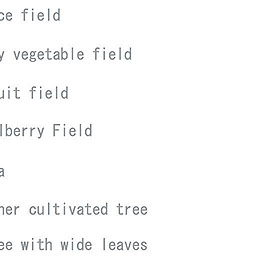 ce field
y vegetable field
uit field
lberry Field
a
her cultivated tree
ee with wide leaves